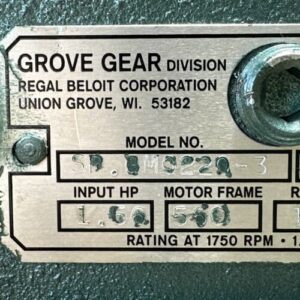 GROVE GEAR DIVISION
REGAL BELOIT CORPORATION
UNION GROVE, WI. 53182
MODEL NO.
INPUT HP MOTOR FRAME
RATING AT 1750 RPM •